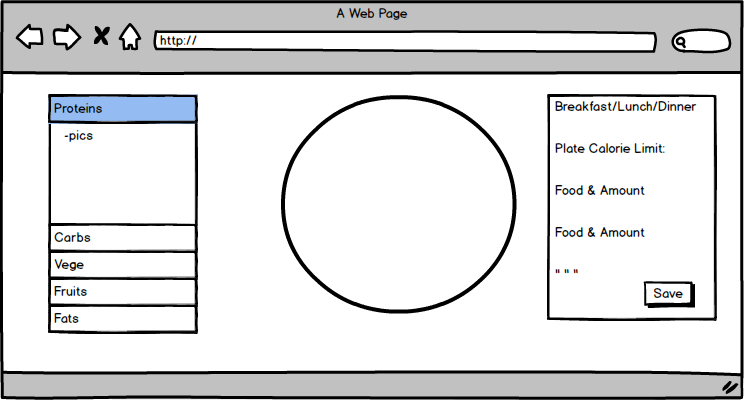 A Web Page
http://
Proteins
-pics
Carbs
Vege
Fruits
Fats
Breakfast/Lunch/Dinner
Plate Calorie Limit:
Food & Amount
Food & Amount
" " "
Save